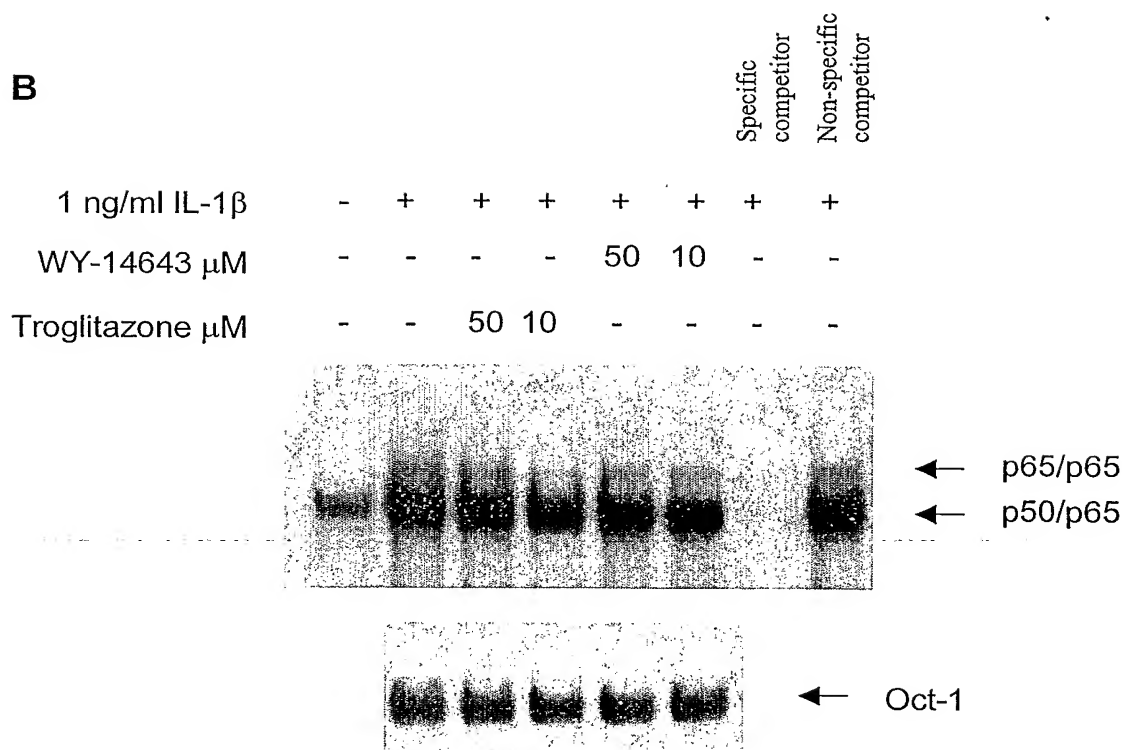 B
Specific
competitor
Non-specific
competitor
1 ng/ml IL-1β - + + + + + + +
WY-14643 μM - - - - 50 10 - -
Troglitazone μM - - 50 10 - - - -
p65/p65
p50/p65
Oct-1